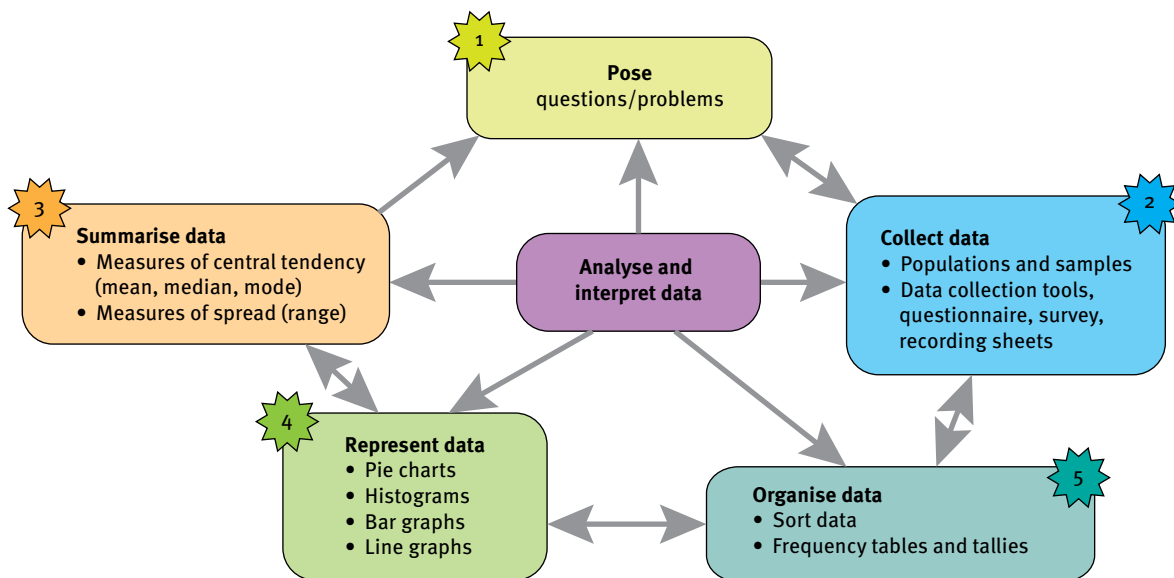 1
Pose
questions/problems
2
Collect data
• Populations and samples
• Data collection tools,
questionnaire, survey,
recording sheets
3
Summarise data
• Measures of central tendency
(mean, median, mode)
• Measures of spread (range)
Analyse and
interpret data
4
Represent data
• Pie charts
• Histograms
• Bar graphs
• Line graphs
5
Organise data
• Sort data
• Frequency tables and tallies